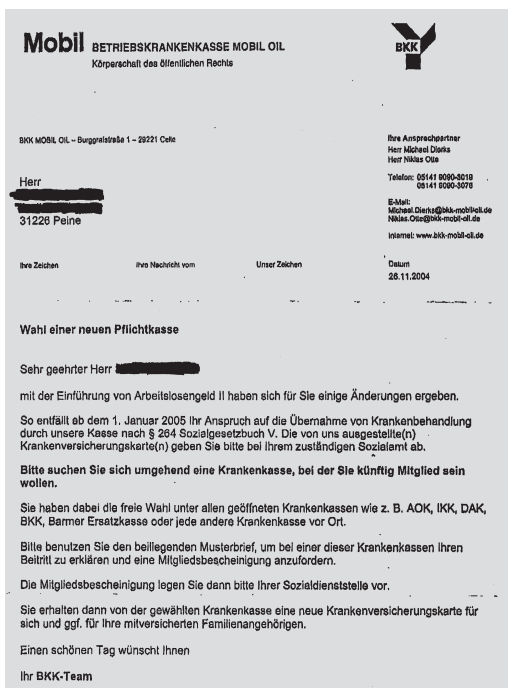 Mobil BETRIEBSKRANKENKASSE MOBIL OIL
Körperschaft des öffentlichen Rechts
BKK
BKK MOBIL OIL – Burggrafstraße 1 – 29221 Celle
Herr
31226 Peine
Ihre Ansprechpartner
Herr Michael Dierks
Herr Niklas Otte
Telefon: 05141 9090-3019
05141 9090-3076
E-Mail:
Michael.Dierks@bkk-mobil-oil.de
Niklas.Otte@bkk-mobil-oil.de
Internet: www.bkk-mobil-oil.de
Ihre Zeichen
Ihre Nachricht vom
Unser Zeichen
Datum
26.11.2004
Wahl einer neuen Pflichtkasse
Sehr geehrter Herr
mit der Einführung von Arbeitslosengeld II haben sich für Sie einige Änderungen ergeben.
So entfällt ab dem 1. Januar 2005 Ihr Anspruch auf die Übernahme von Krankenbehandlung
durch unsere Kasse nach § 264 Sozialgesetzbuch V. Die von uns ausgestellte(n)
Krankenversicherungskarte(n) geben Sie bitte bei Ihrem zuständigen Sozialamt ab.
Bitte suchen Sie sich umgehend eine Krankenkasse, bei der Sie künftig Mitglied sein
wollen.
Sie haben dabei die freie Wahl unter allen geöffneten Krankenkassen wie z. B. AOK, IKK, DAK,
BKK, Barmer Ersatzkasse oder jede andere Krankenkasse vor Ort.
Bitte benutzen Sie den beiliegenden Musterbrief, um bei einer dieser Krankenkassen Ihren
Beitritt zu erklären und eine Mitgliedsbescheinigung anzufordern.
Die Mitgliedsbescheinigung legen Sie dann bitte Ihrer Sozialdienststelle vor.
Sie erhalten dann von der gewählten Krankenkasse eine neue Krankenversicherungskarte für
sich und ggf. für Ihre mitversicherten Familienangehörigen.
Einen schönen Tag wünscht Ihnen
Ihr BKK-Team